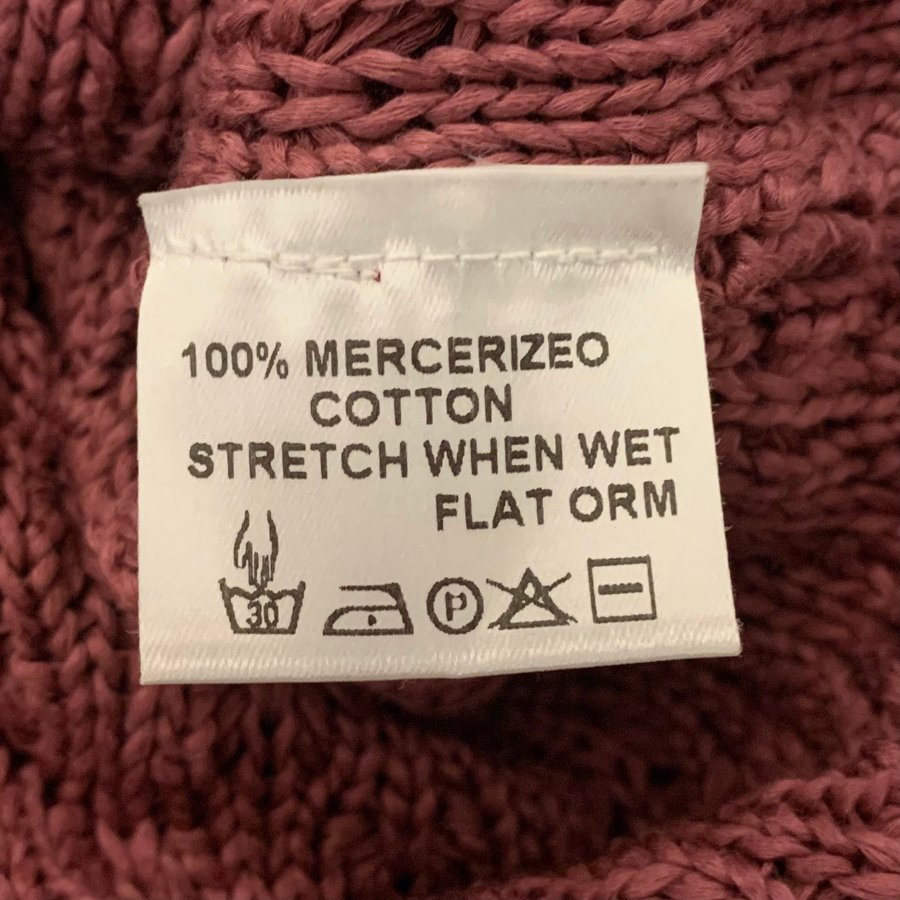 100% MERCERIZEO
COTTON
STRETCH WHEN WET
FLAT ORM
30 P